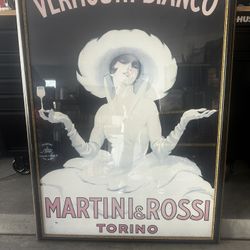 VERMOUTH BIANCO
MARTINI & ROSSI
TORINO